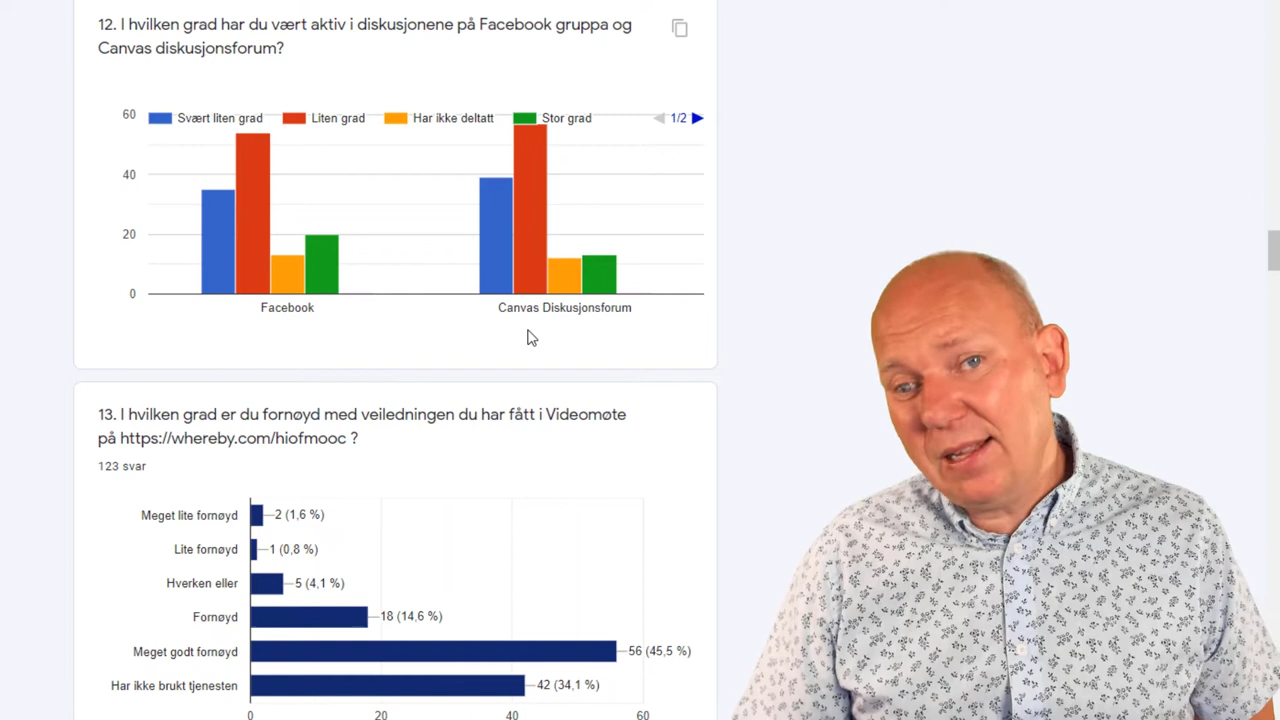 12. I hvilken grad har du vært aktiv i diskusjonene på Facebook gruppa og
Canvas diskusjonsforum?
60
Svært liten grad
Liten grad
Har ikke deltatt
Stor grad
1/2
40
20
0
Facebook
Canvas Diskusjonsforum
13. I hvilken grad er du fornøyd med veiledningen du har fått i Videomøte
på https://whereby.com/hiofmooc ?
123 svar
Meget lite fornøyd
2 (1,6 %)
Lite fornøyd
1 (0,8 %)
Hverken eller
5 (4,1 %)
Fornøyd
18 (14,6 %)
Meget godt fornøyd
56 (45,5 %)
Har ikke brukt tjenesten
42 (34,1 %)
0
20
40
60